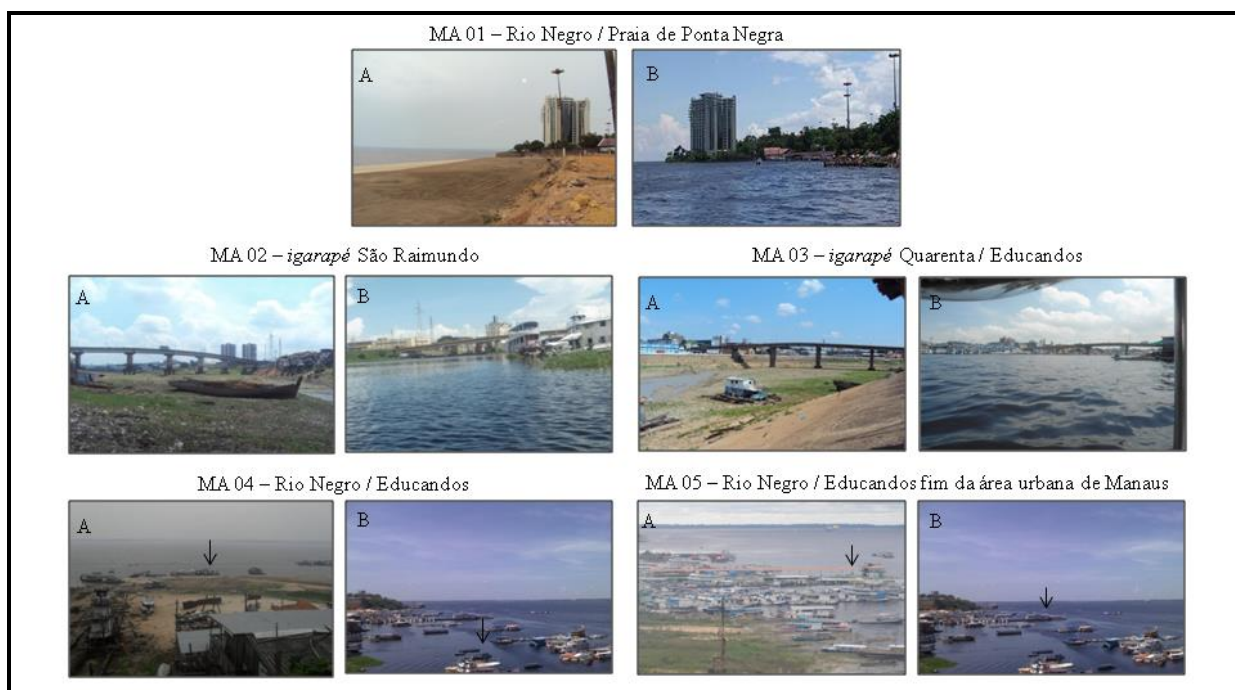 MA 01 – Rio Negro / Praia de Ponta Negra
A
B
MA 02 – igarapé São Raimundo
A
B
MA 03 – igarapé Quarenta / Educandos
A
B
MA 04 – Rio Negro / Educandos
A
B
MA 05 – Rio Negro / Educandos fim da área urbana de Manaus
A
B